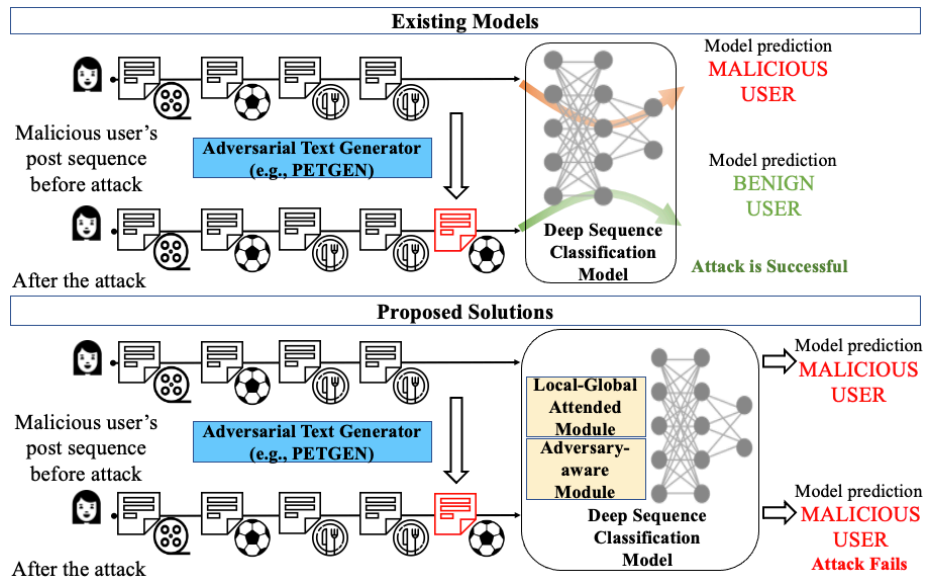 Existing Models
Malicious user's
post sequence
before attack
Adversarial Text Generator
(e.g., PETGEN)
After the attack
Deep Sequence
Classification
Model
Model prediction
MALICIOUS
USER
Model prediction
BENIGN
USER
Attack is Successful
Proposed Solutions
Malicious user's
post sequence
before attack
Adversarial Text Generator
(e.g., PETGEN)
After the attack
Local-Global
Attended
Module
Adversary-
aware
Module
Deep Sequence
Classification
Model
Model prediction
MALICIOUS
USER
Model prediction
MALICIOUS
USER
Attack Fails